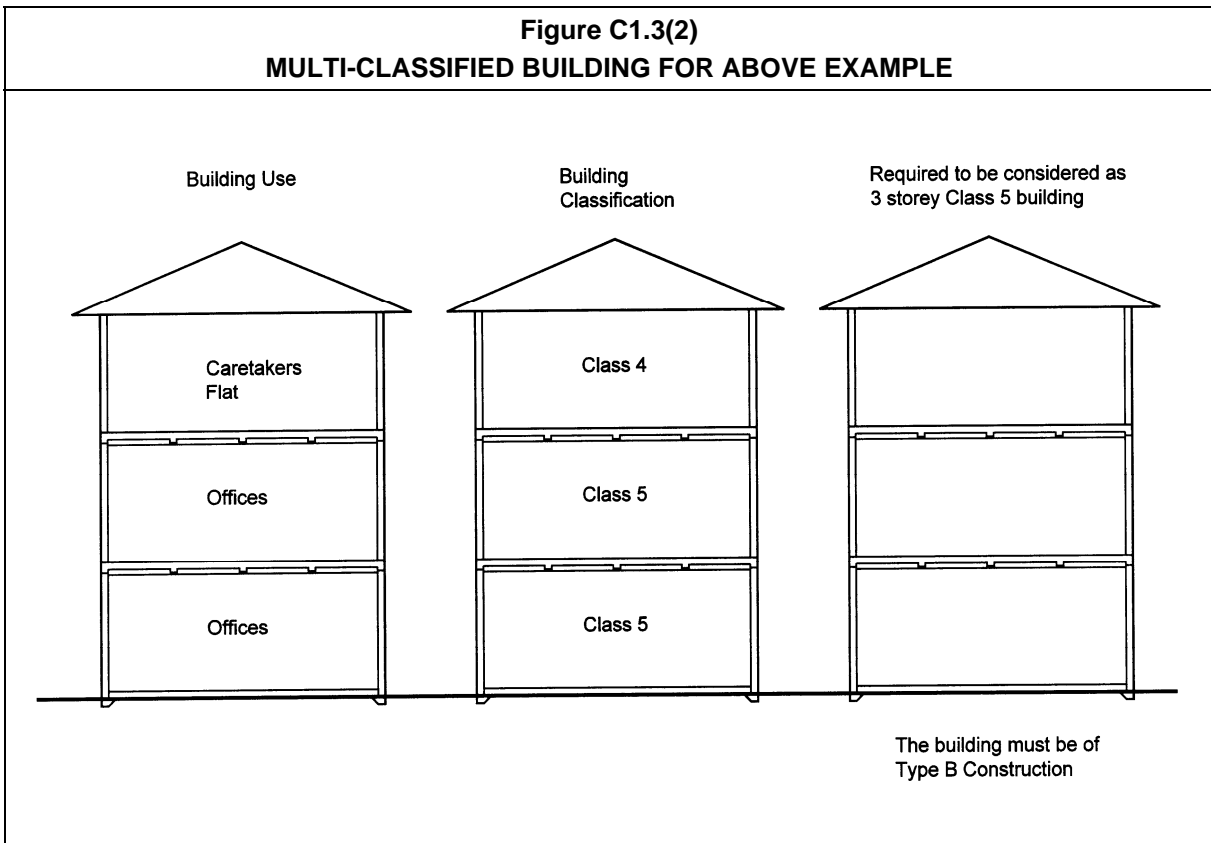 Figure C1.3(2)
MULTI-CLASSIFIED BUILDING FOR ABOVE EXAMPLE
Building Use
Building
Classification
Required to be considered as
3 storey Class 5 building
Caretakers
Flat
Class 4
Offices
Class 5
Offices
Class 5
The building must be of
Type B Construction